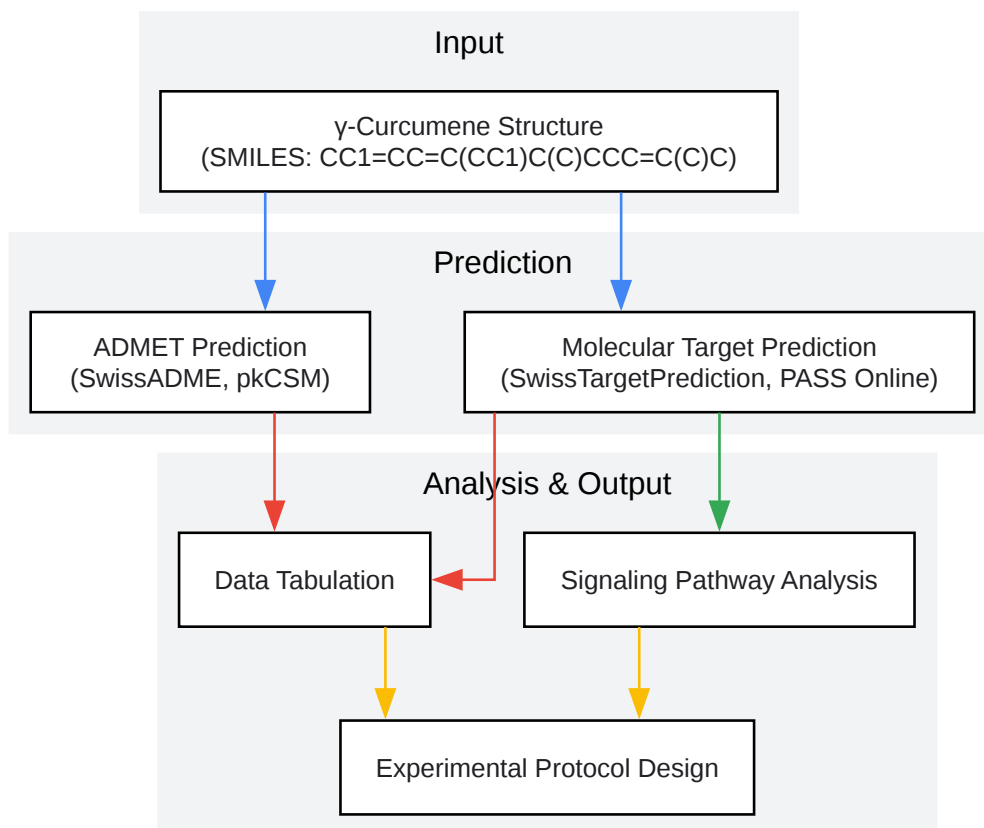 Input
γ-Curcumene Structure
(SMILES: CC1=CC=C(CC1)C(C)CCC=C(C)C)
Prediction
ADMET Prediction
(SwissADME, pkCSM)
Molecular Target Prediction
(SwissTargetPrediction, PASS Online)
Analysis & Output
Data Tabulation
Signaling Pathway Analysis
Experimental Protocol Design